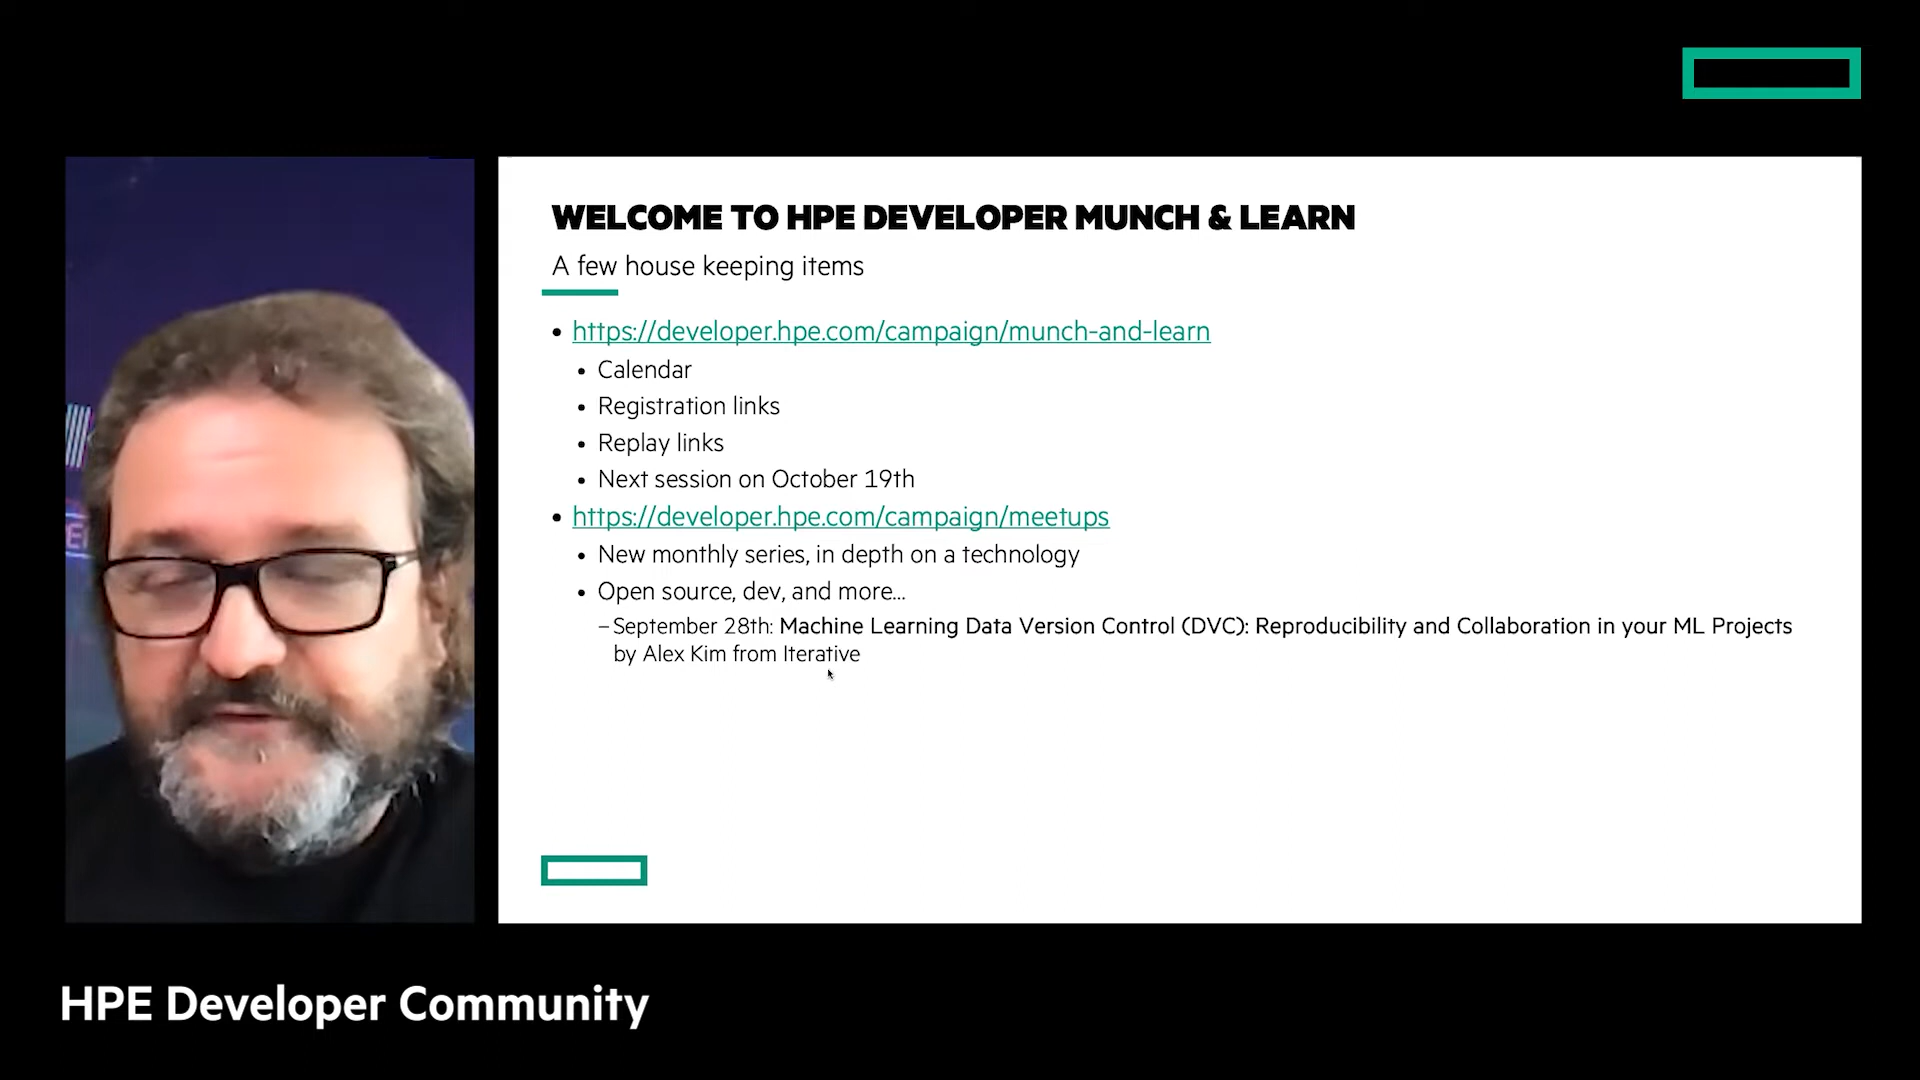 WELCOME TO HPE DEVELOPER MUNCH & LEARN
A few house keeping items
• https://developer.hpe.com/campaign/munch-and-learn
• Calendar
• Registration links
• Replay links
• Next session on October 19th
• https://developer.hpe.com/campaign/meetups
• New monthly series, in depth on a technology
• Open source, dev, and more...
– September 28th: Machine Learning Data Version Control (DVC): Reproducibility and Collaboration in your ML Projects
by Alex Kim from Iterative
HPE Developer Community